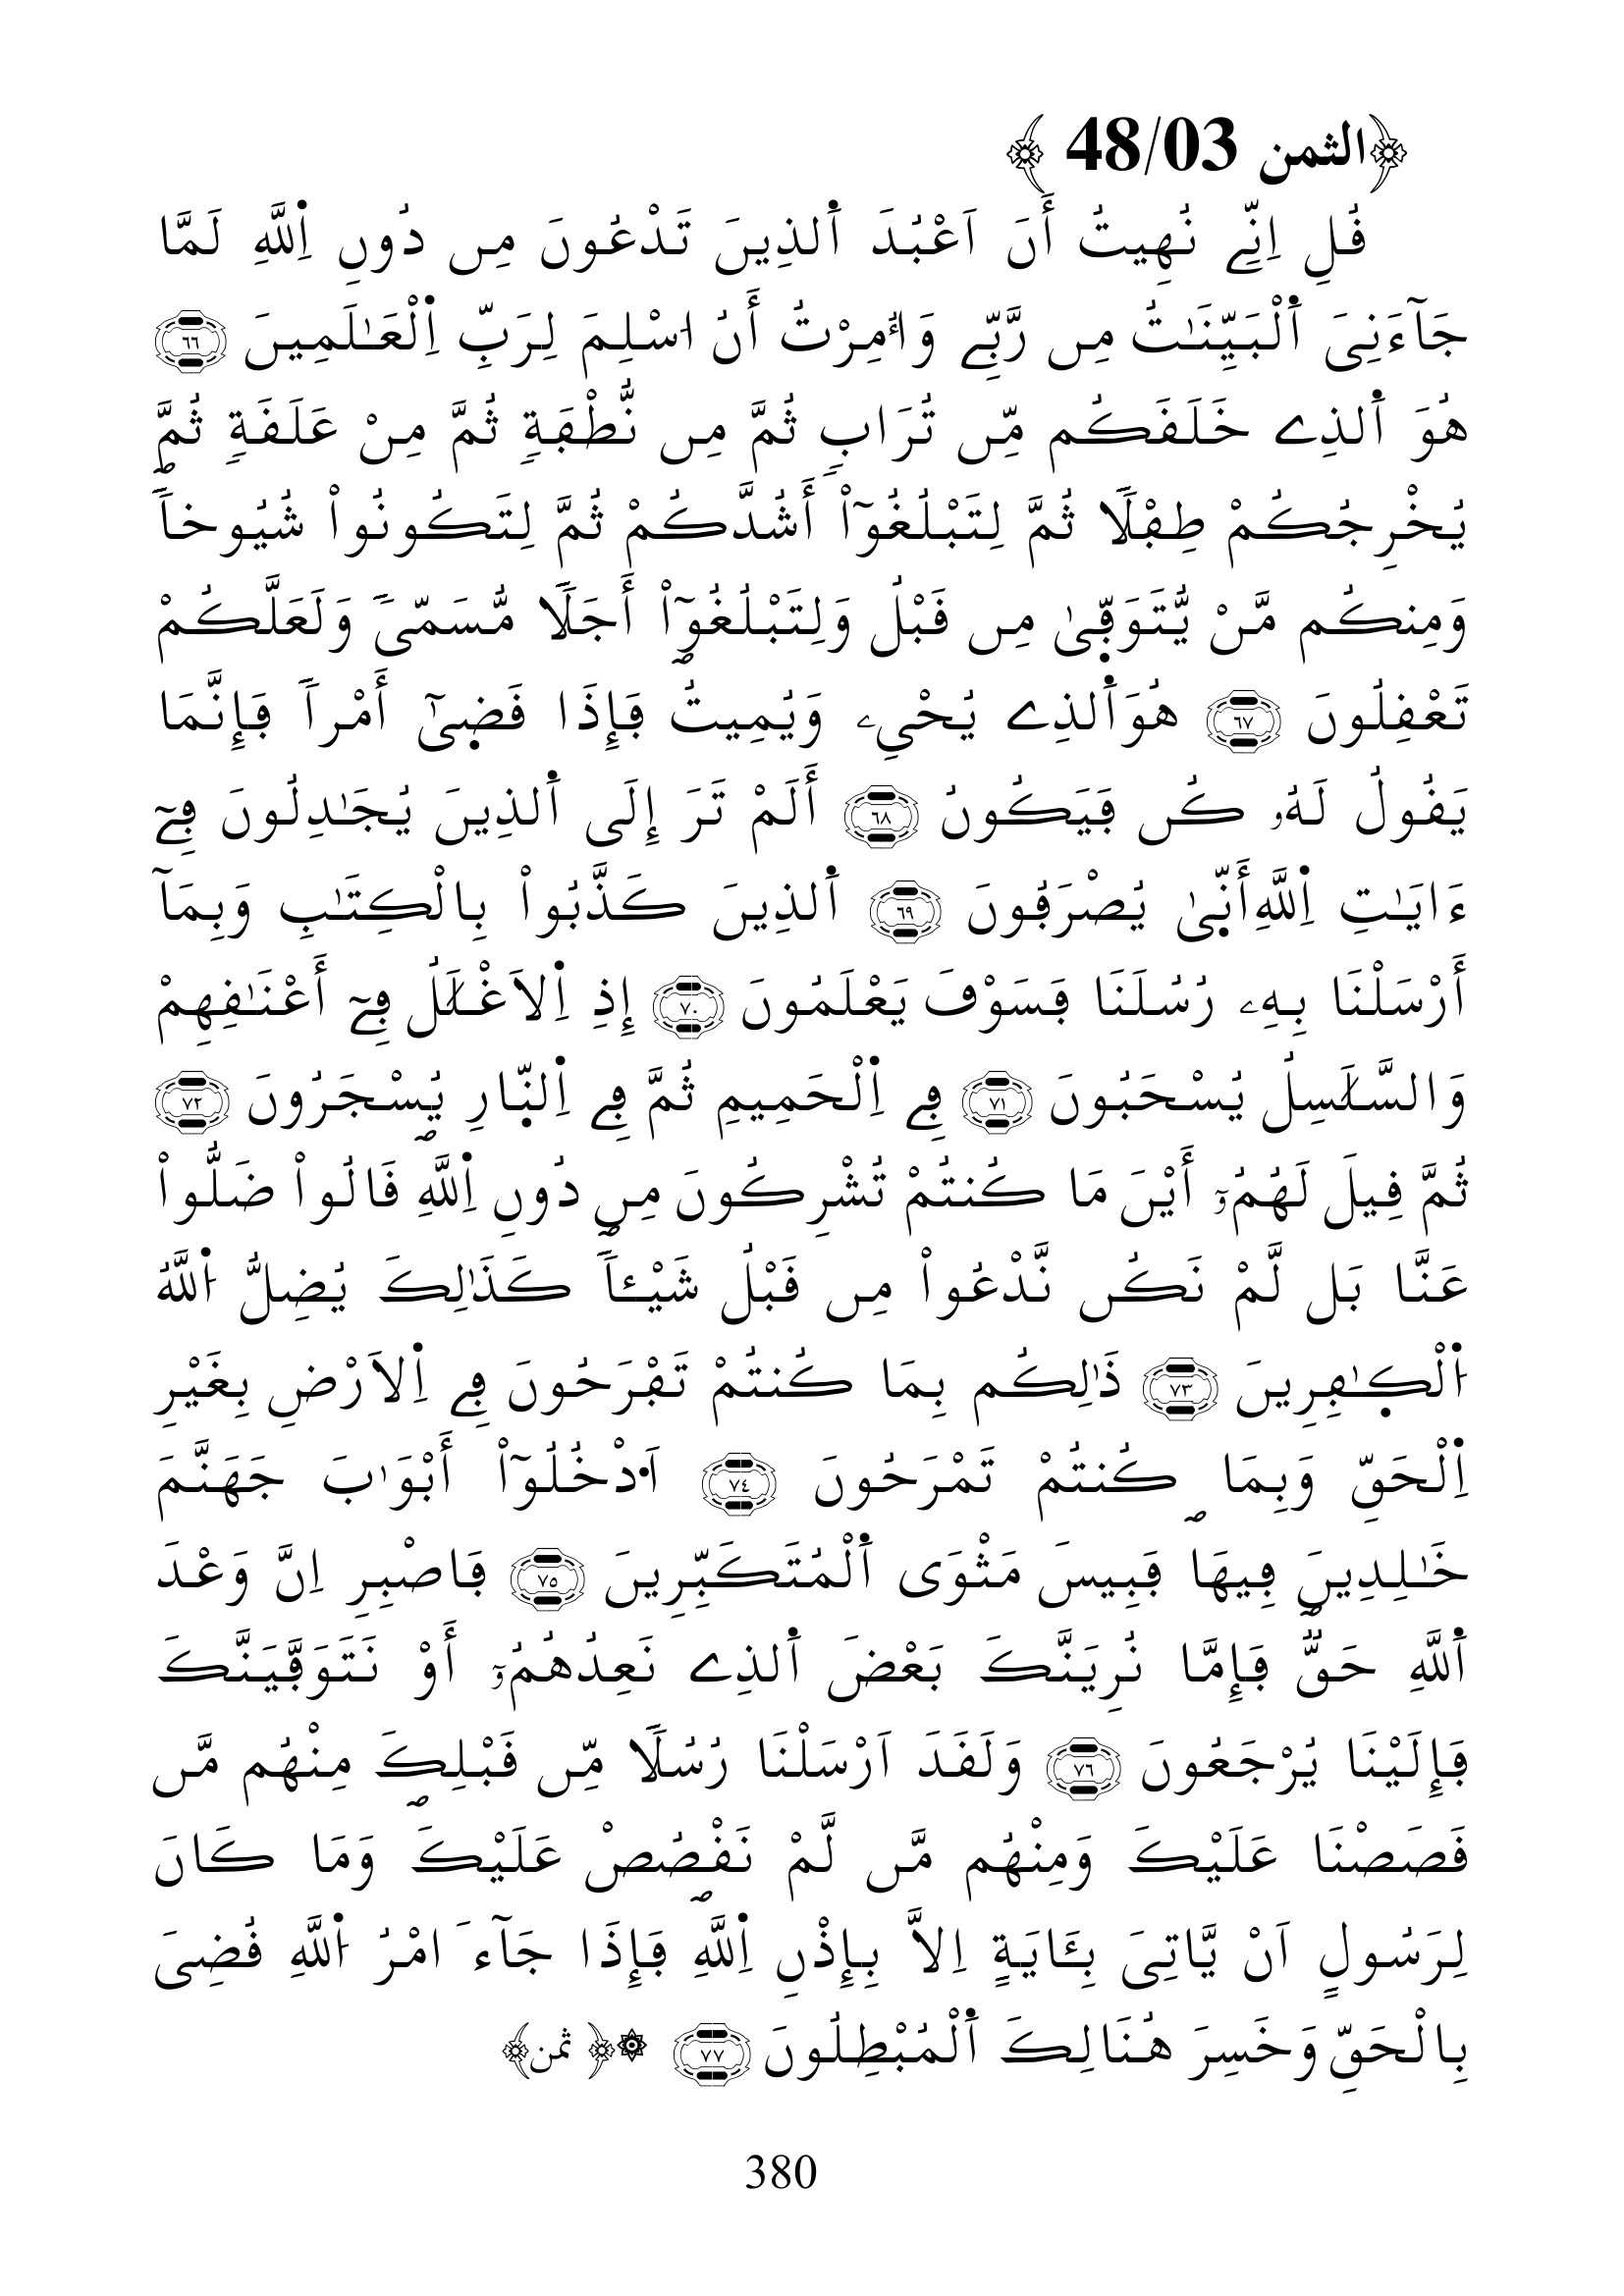 ﴿الثمن 48/03 ﴾
فُلِ اِنِّے نُهِيتُ أَنَ اَعْبُدَ اَ۬لذِينَ تَدْعُونَ مِں دُونِ اِ۬للَّهِ لَمَّا
جَآءَنِىَ اَ۬لْبَيِّنَٰتُ مِں رَّبِّے وَا۟مِرْتُ أَنُ ا۟سْلِمَ لِرَبِّ اِ۬لْعَٰلَمِينَ ٦٦
هُوَ اَ۬لذِے خَلَفَكُم مِّں تُرَابٖ ثُمَّ مِں نُّطْڢَةٖ ثُمَّ مِنْ عَلَفَةٖ ثُمَّ
يُخْرِجُكُمْ طِڢْلاٗ ثُمَّ لِتَبْلُغُوٓاْ أَشُدَّكُمْ ثُمَّ لِتَكُونُواْ شُيُوخاٗۖ
وَمِنكُم مَّنْ يُّتَوَڢّ۪ىٰ مِں فَبْلُ وَلِتَبْلُغُوٓاْۖ أَجَلاٗ مُّسَمّىٗ وَلَعَلَّكُمْ
تَعْفِلُونَ ٦٧ هُوَاَ۬لذِے يُحْيِۦ وَيُمِيتُ ڢَإِذَا فَض۪ىٰٓ أَمْراٗ ڢَإِنَّمَا
يَفُولُ لَهُۥ كُں ڢَيَكُونُ ٦٨ أَلَمْ تَرَ إِلَى اَ۬لذِينَ يُجَٰدِلُونَ ڢِےٓ
ءَايَٰتِ اِ۬للَّهِأَنّ۪ىٰ يُصْرَڢُونَ ٦٩ اَ۬لذِينَ كَذَّبُواْ بِالْكِتَٰبِ وَبِمَآ
أَرْسَلْنَا بِهِۦ رُسُلَنَا ڢَسَوْفَ يَعْلَمُونَ ٧٠ إِذِ اِ۬لاَغْلَٰلُ ڢِےٓ أَعْنَٰفِهِمْ
وَالسَّلَٰسِلُ يُسْحَبُونَ ٧١ ڢِے اِ۬لْحَمِيمِ ثُمَّ ڢِے اِ۬لنّ۪ارِ يُسْجَرُونَۖ ٧٢
ثُمَّ فِيلَ لَهُمُۥٓ أَيْنَ مَا كُنتُمْ تُشْرِكُونَ مِں دُونِ اِ۬للَّهِۖ فَالُواْ ضَلُّواْ
عَنَّا بَل لَّمْ نَكُں نَّدْعُواْ مِں فَبْلُ شَيْـٔاٗۖ كَذَٰلِكَ يُضِلُّ اُ۬للَّهُ
اُ۬لْكٰ۪ڢِرِينَ ٧٣ ذَٰلِكُم بِمَا كُنتُمْ تَڢْرَحُونَ ڢِے اِ۬لاَرْضِ بِغَيْرِ
اِ۬لْحَقِّ وَبِمَا كُنتُمْ تَمْرَحُونَۖ ٧٤ اَ۟دْخُلُوٓاْ أَبْوَٰبَ جَهَنَّمَ
خَٰلِدِينَ ڢِيهَاۖ ڢَبِيسَ مَثْوَى اَ۬لْمُتَكَبِّرِينَ ٧٥ ڢَاصْبِرِ اِنَّ وَعْدَ
اَ۬للَّهِ حَقّٞۖ ڢَإِمَّا نُرِيَنَّكَ بَعْضَ اَ۬لذِے نَعِدُهُمُۥٓ أَوْ نَتَوَڢَّيَنَّكَ
ڢَإِلَيْنَا يُرْجَعُونَ ٧٦ وَلَفَدَ اَرْسَلْنَا رُسُلاٗ مِّں فَبْلِكَۖ مِنْهُم مَّں
فَصَصْنَا عَلَيْكَ وَمِنْهُم مَّں لَّمْ نَفْصُصْ عَلَيْكَۖ وَمَا كَانَ
لِرَسُولٍ اَنْ يَّاتِىَ بِـَٔايَةٍ اِلاَّ بِإِذْنِ اِ۬للَّهِ ڢَإِذَا جَآءَ امْرُ اُ۬للَّهِ فُضِىَ
بِالْحَقِّ وَخَسِرَ هُنَالِكَ اَ۬لْمُبْطِلُونَ ٧٧ ۞﴿ ثمن﴾
380